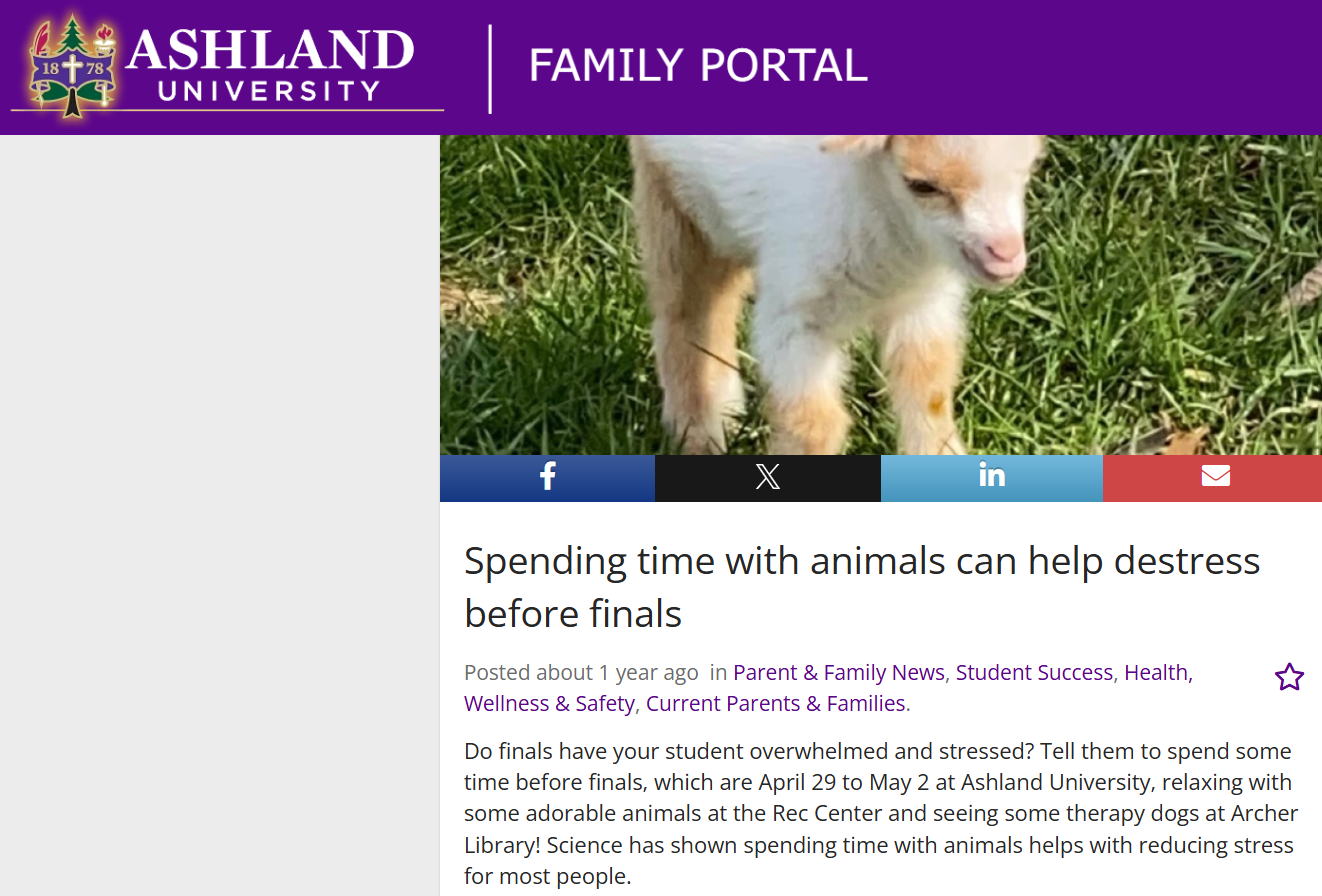 18 78
ASHLAND
UNIVERSITY
FAMILY PORTAL
f
X
in
Spending time with animals can help destress
before finals
Posted about 1 year ago in Parent & Family News, Student Success, Health,
Wellness & Safety, Current Parents & Families.
Do finals have your student overwhelmed and stressed? Tell them to spend some
time before finals, which are April 29 to May 2 at Ashland University, relaxing with
some adorable animals at the Rec Center and seeing some therapy dogs at Archer
Library! Science has shown spending time with animals helps with reducing stress
for most people.